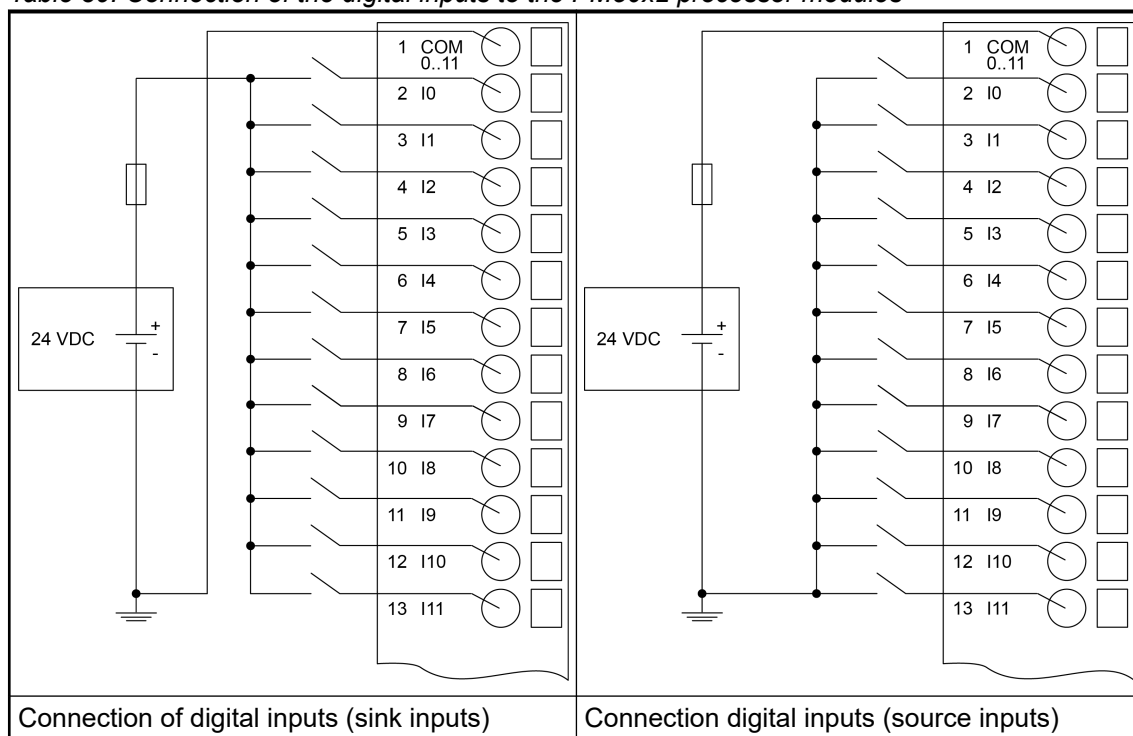 Connection of the digital inputs to the processor modules
1 COM
0..11
2 I0
3 I1
4 I2
5 I3
6 I4
7 I5
8 I6
9 I7
10 I8
11 I9
12 I10
13 I11
24 VDC
+
-
Connection of digital inputs (sink inputs)
1 COM
0..11
2 I0
3 I1
4 I2
5 I3
6 I4
7 I5
8 I6
9 I7
10 I8
11 I9
12 I10
13 I11
24 VDC
+
-
Connection digital inputs (source inputs)